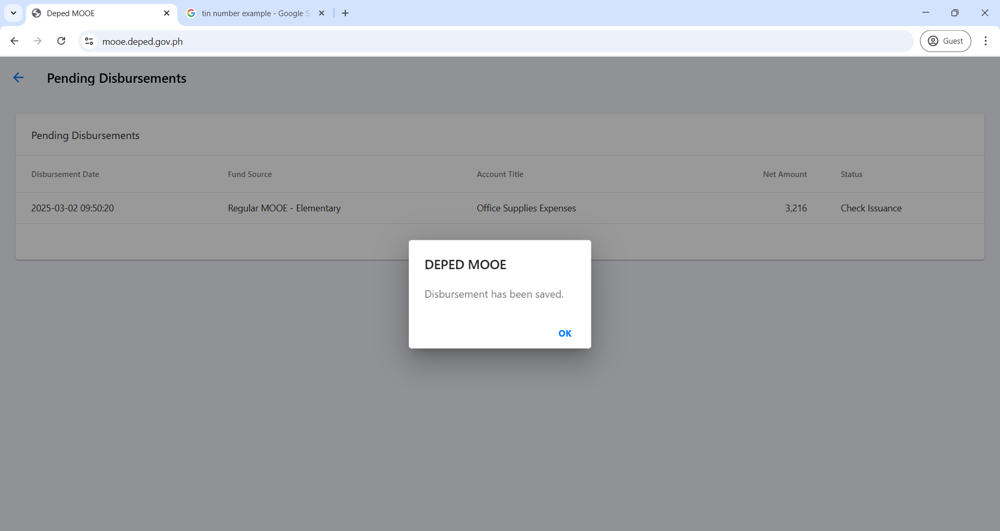 Deped MOOE
tin number example - Google S
mooe.deped.gov.ph
Guest
Pending Disbursements
Pending Disbursements
Disbursement Date Fund Source Account Title Net Amount Status
2025-03-02 09:50:20 Regular MOOE - Elementary Office Supplies Expenses 3,216 Check Issuance
DEPED MOOE
Disbursement has been saved.
OK